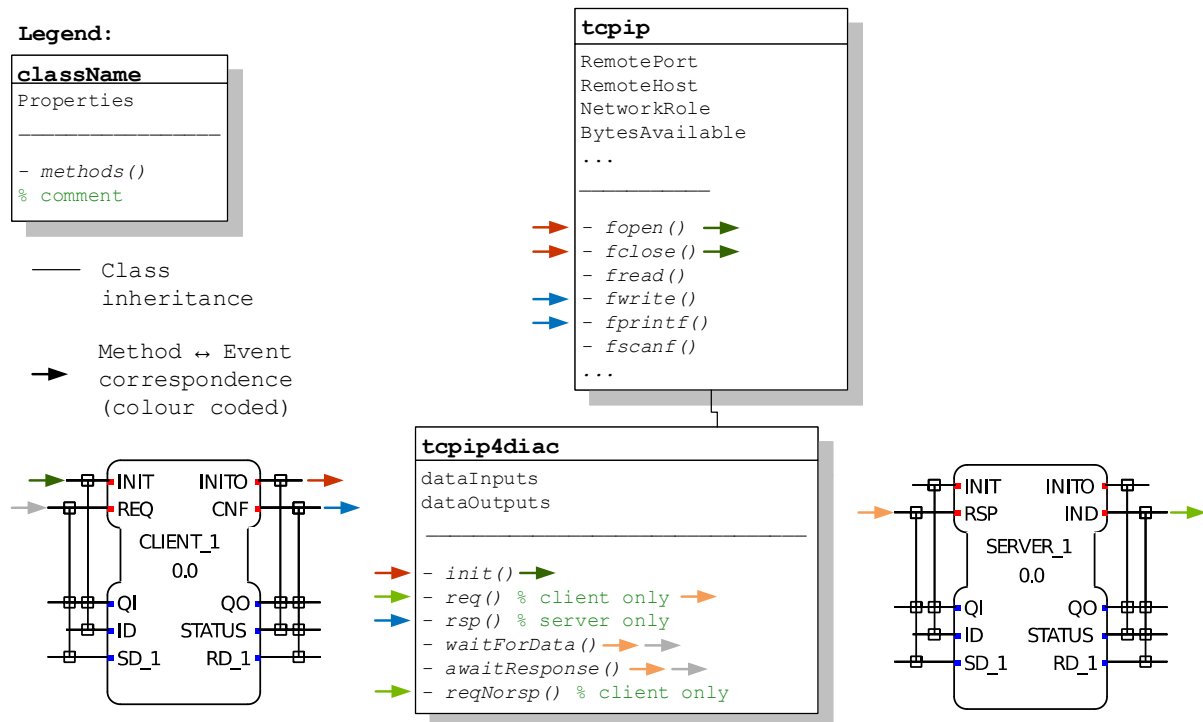 Legend:
className
Properties
- methods()
% comment
Class
inheritance
Method ↔ Event
correspondence
(colour coded)
tcpip
RemotePort
RemoteHost
NetworkRole
BytesAvailable
...
- fopen()
- fclose()
- fread()
- fwrite()
- fprintf()
- fscanf()
...
tcpip4diac
dataInputs
dataOutputs
- init()
- req() % client only
- rsp() % server only
- waitForData()
- awaitResponse()
- reqNorsp() % client only
INIT INITO
REQ CNF
CLIENT_1
0.0
QI QO
ID STATUS
SD_1 RD_1
INIT INITO
RSP IND
SERVER_1
0.0
QI QO
ID STATUS
SD_1 RD_1